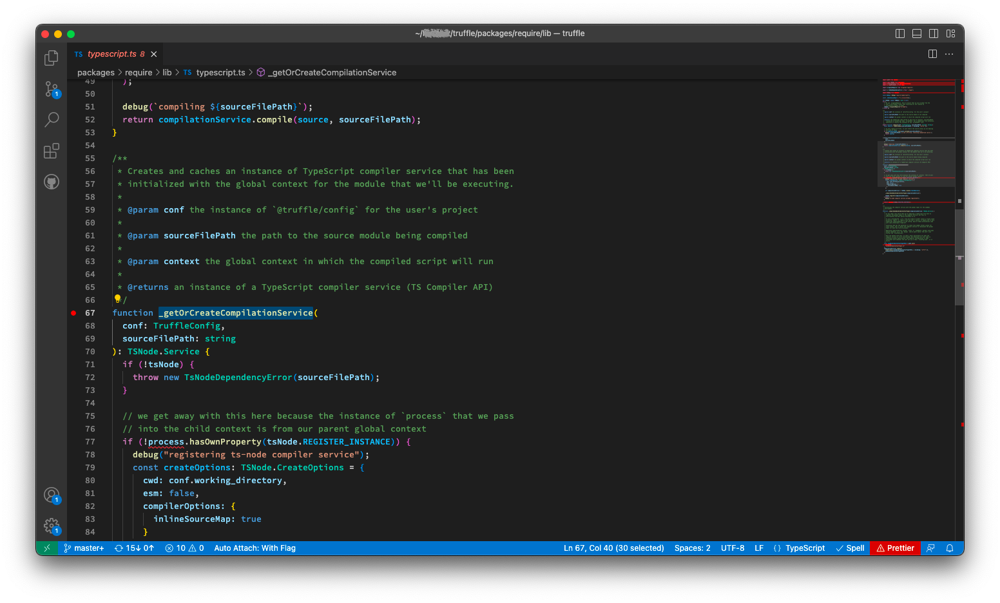 ~/ /truffle/packages/require/lib — truffle
TS typescript.ts 8
packages > require > lib > TS typescript.ts > _getOrCreateCompilationService
49 );
50
51 debug(`compiling ${sourceFilePath}`);
52 return compilationService.compile(source, sourceFilePath);
53 }
54
55 /**
56 * Creates and caches an instance of TypeScript compiler service that has been
57 * initialized with the global context for the module that we'll be executing.
58 *
59 * @param conf the instance of `@truffle/config` for the user's project
60 *
61 * @param sourceFilePath the path to the source module being compiled
62 *
63 * @param context the global context in which the compiled script will run
64 *
65 * @returns an instance of a TypeScript compiler service (TS Compiler API)
66 */
67 function _getOrCreateCompilationService(
68 conf: TruffleConfig,
69 sourceFilePath: string
70 ): TSNode.Service {
71 if (!tsNode) {
72 throw new TsNodeDependencyError(sourceFilePath);
73 }
74
75 // we get away with this here because the instance of `process` that we pass
76 // into the child context is from our parent global context
77 if (!process.hasOwnProperty(tsNode.REGISTER_INSTANCE)) {
78 debug("registering ts-node compiler service");
79 const createOptions: TSNode.CreateOptions = {
80 cwd: conf.working_directory,
81 esm: false,
82 compilerOptions: {
83 inlineSourceMap: true
84 }
1
1
1
master+ 15↓ 0↑ 10 0 Auto Attach: With Flag Ln 67, Col 40 (30 selected) Spaces: 2 UTF-8 LF {} TypeScript ✓ Spell Prettier